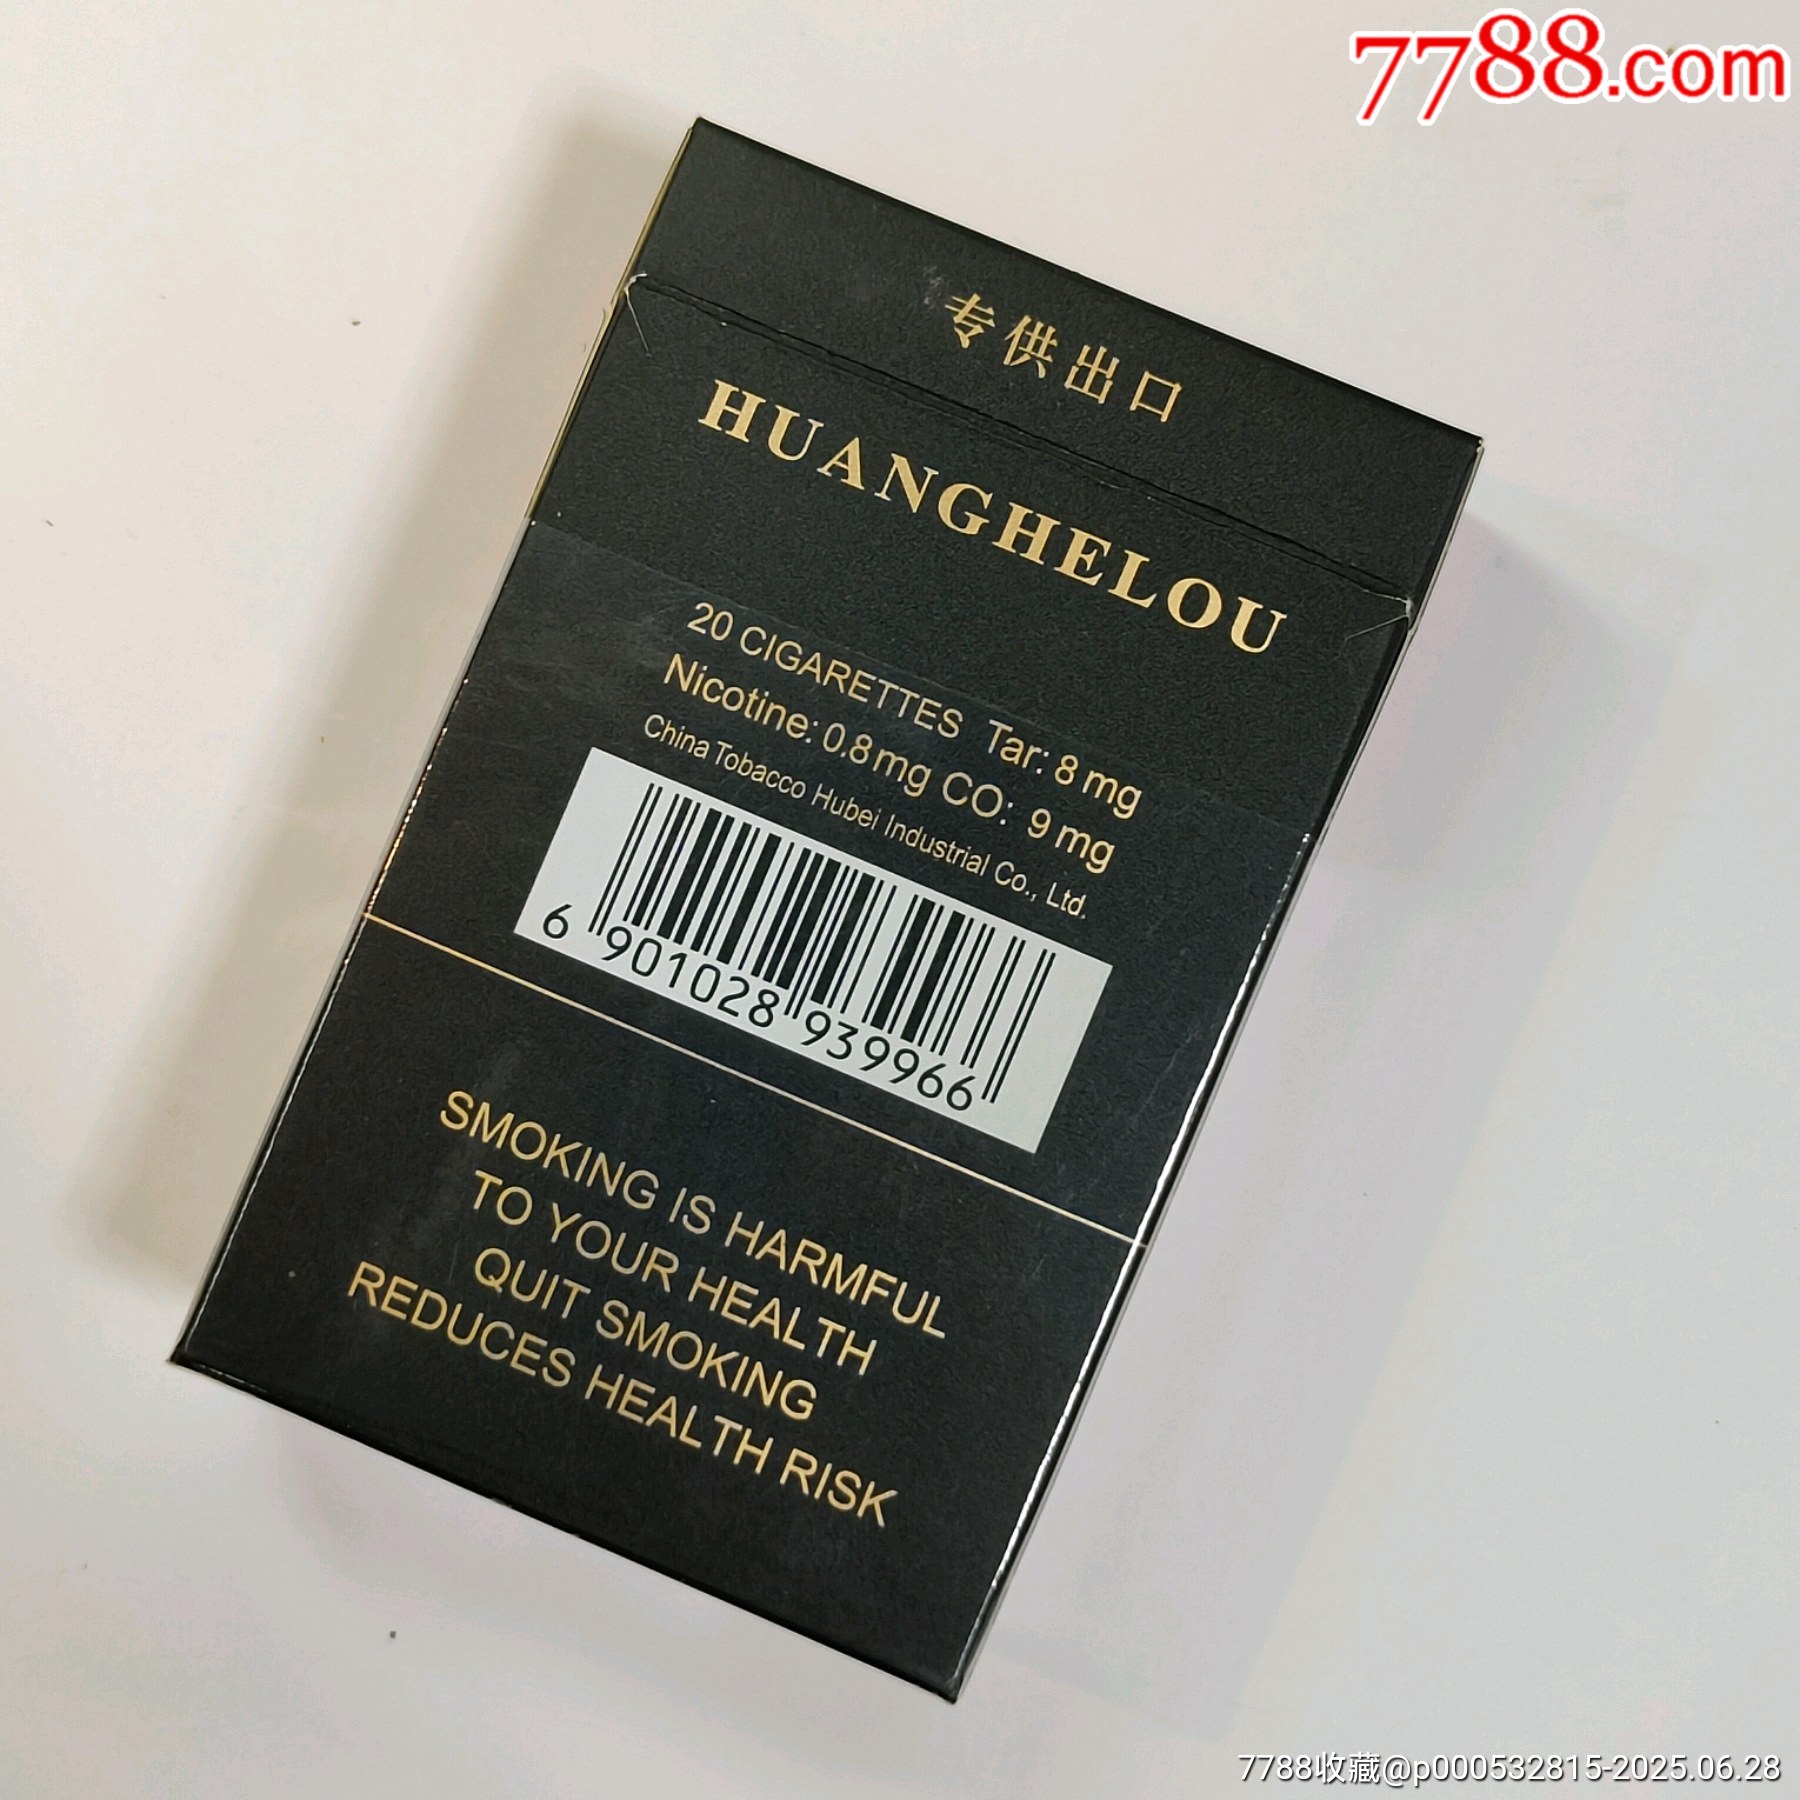 7788.com
专供出口
HUANGHELOU
20 CIGARETTES Tar: 8 mg
Nicotine: 0.8 mg CO: 9 mg
China Tobacco Hubei Industrial Co., Ltd.
6 901028 939966
SMOKING IS HARMFUL
TO YOUR HEALTH
QUIT SMOKING
REDUCES HEALTH RISK
7788收藏@p000532815-2025.06.28